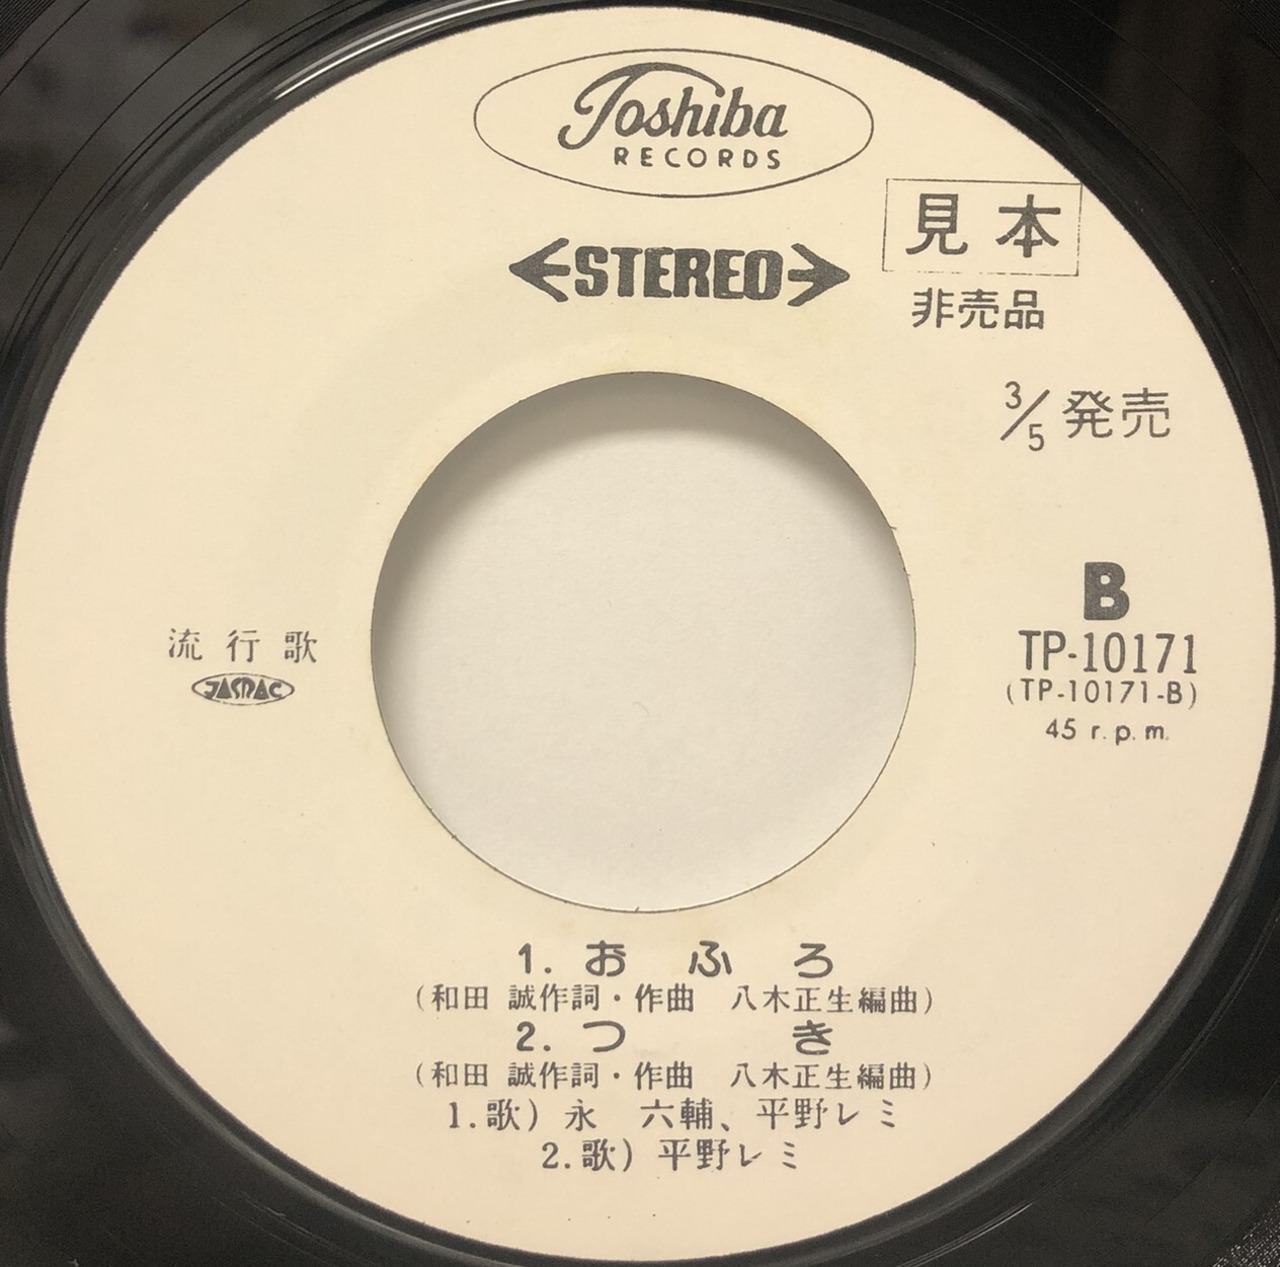 Toshiba
RECORDS
STEREO
見本
非売品
3/5 発売
B
TP-10171
(TP-10171-B)
45 r.p.m.
流行歌
JASRAC
1. おふろ
(和田 誠作詞・作曲 八木正生編曲)
2. つき
(和田 誠作詞・作曲 八木正生編曲)
1.歌) 永 六輔、平野レミ
2.歌) 平野レミ